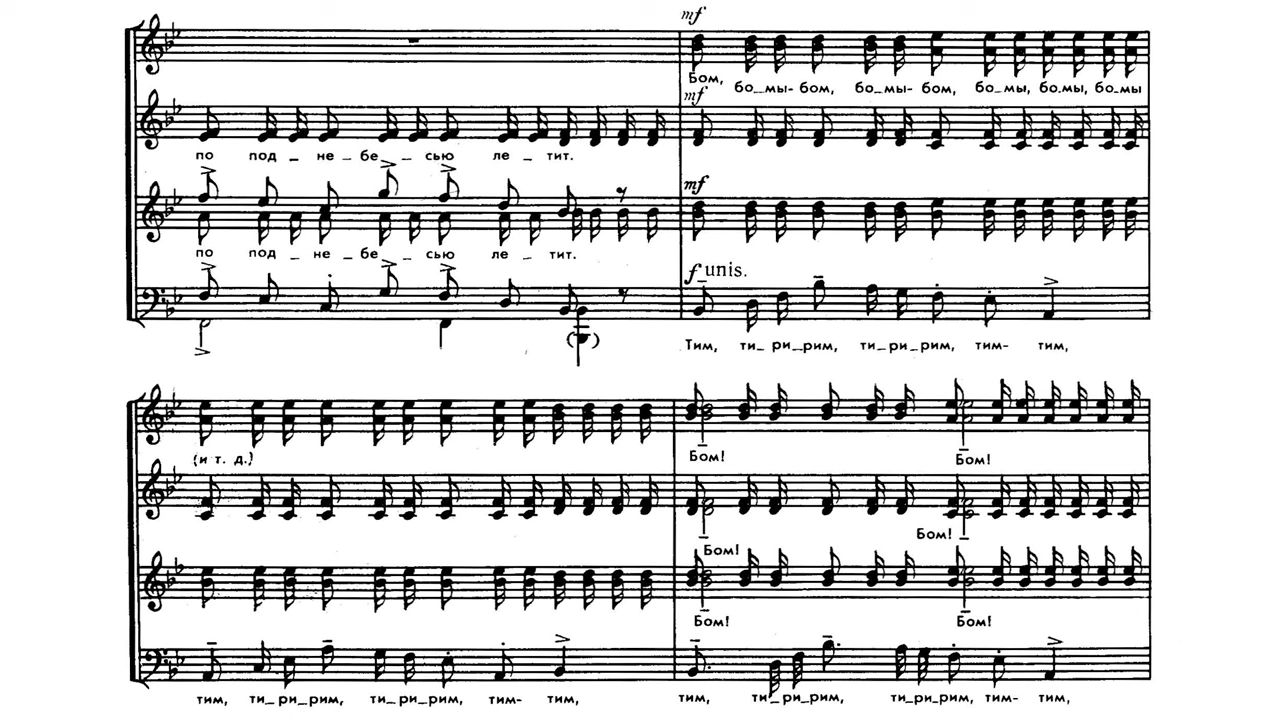 mf
Бом, бо_мы- бом, бо_мы- бом, бо_мы, бо.мы, бо_мы
mf
по под_не_бе_сью ле_тит.
mf
по под_не_бе_сью ле_тит.
f unis.
Тим, ти_ри_рим, ти_ри_рим, тим- тим,
(и т. д.)
Бом! Бом!
Бом! Бом!
Бом! Бом!
тим, ти_ри_рим, ти_ри_рим, тим- тим, тим, ти_ри_рим, ти_ри_рим, тим- тим,